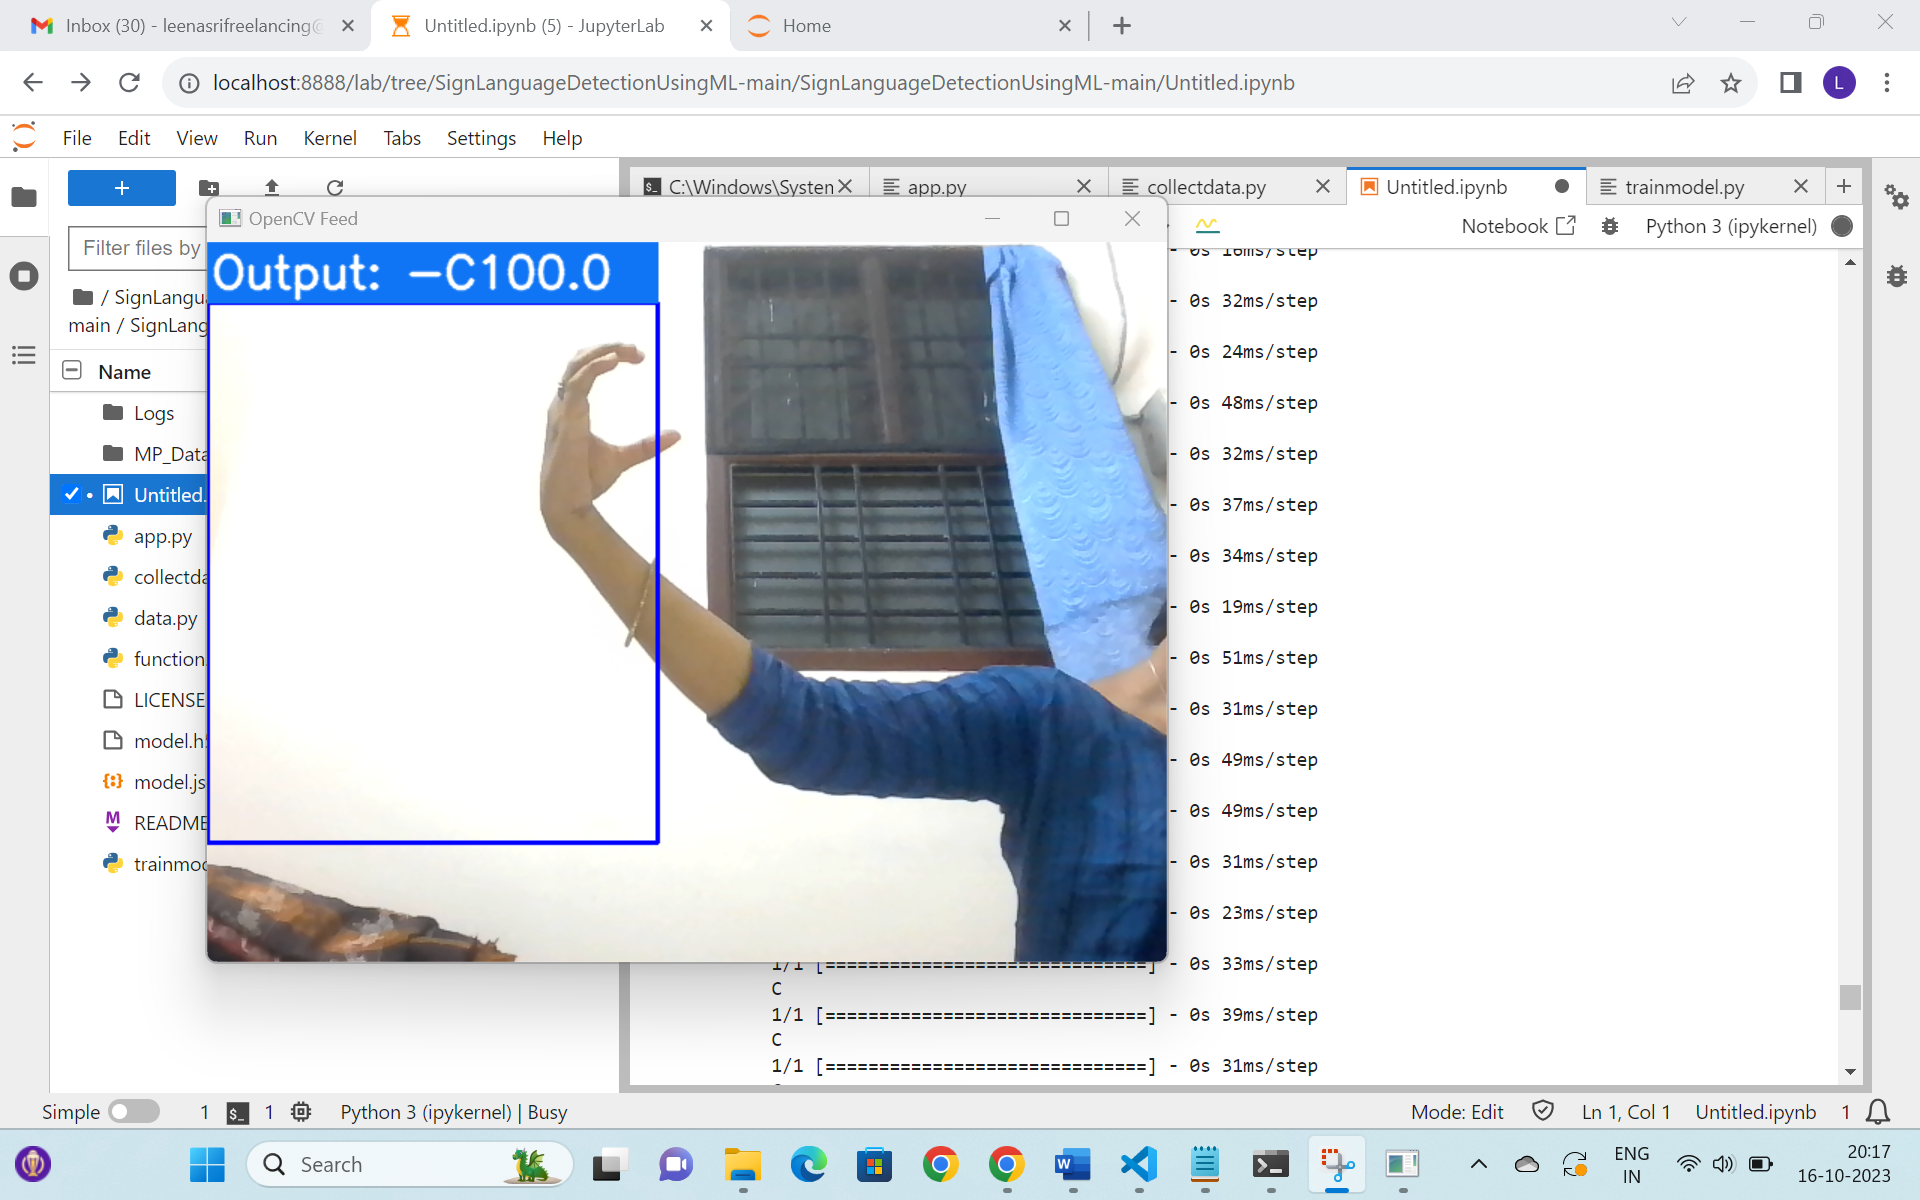 Inbox (30) - leenasrifreelancing@
Untitled.ipynb (5) - JupyterLab
Home
localhost:8888/lab/tree/SignLanguageDetectionUsingML-main/SignLanguageDetectionUsingML-main/Untitled.ipynb
L
File Edit View Run Kernel Tabs Settings Help
C:\Windows\System
app.py
collectdata.py
Untitled.ipynb
trainmodel.py
OpenCV Feed
Notebook
Python 3 (ipykernel)
Filter files by
Output: -C100.0
/ SignLangua
main / SignLang
Name
Logs
MP_Data
Untitled.
app.py
collectda
data.py
function
LICENSE
model.h
model.js
README
trainmod
- 0s 16ms/step
- 0s 32ms/step
- 0s 24ms/step
- 0s 48ms/step
- 0s 32ms/step
- 0s 37ms/step
- 0s 34ms/step
- 0s 19ms/step
- 0s 51ms/step
- 0s 31ms/step
- 0s 49ms/step
- 0s 49ms/step
- 0s 31ms/step
- 0s 23ms/step
1/1 [==============================] - 0s 33ms/step
C
1/1 [==============================] - 0s 39ms/step
C
1/1 [==============================] - 0s 31ms/step
Simple 1 1 Python 3 (ipykernel) | Busy
Mode: Edit Ln 1, Col 1 Untitled.ipynb 1
Search
ENG
IN
20:17
16-10-2023